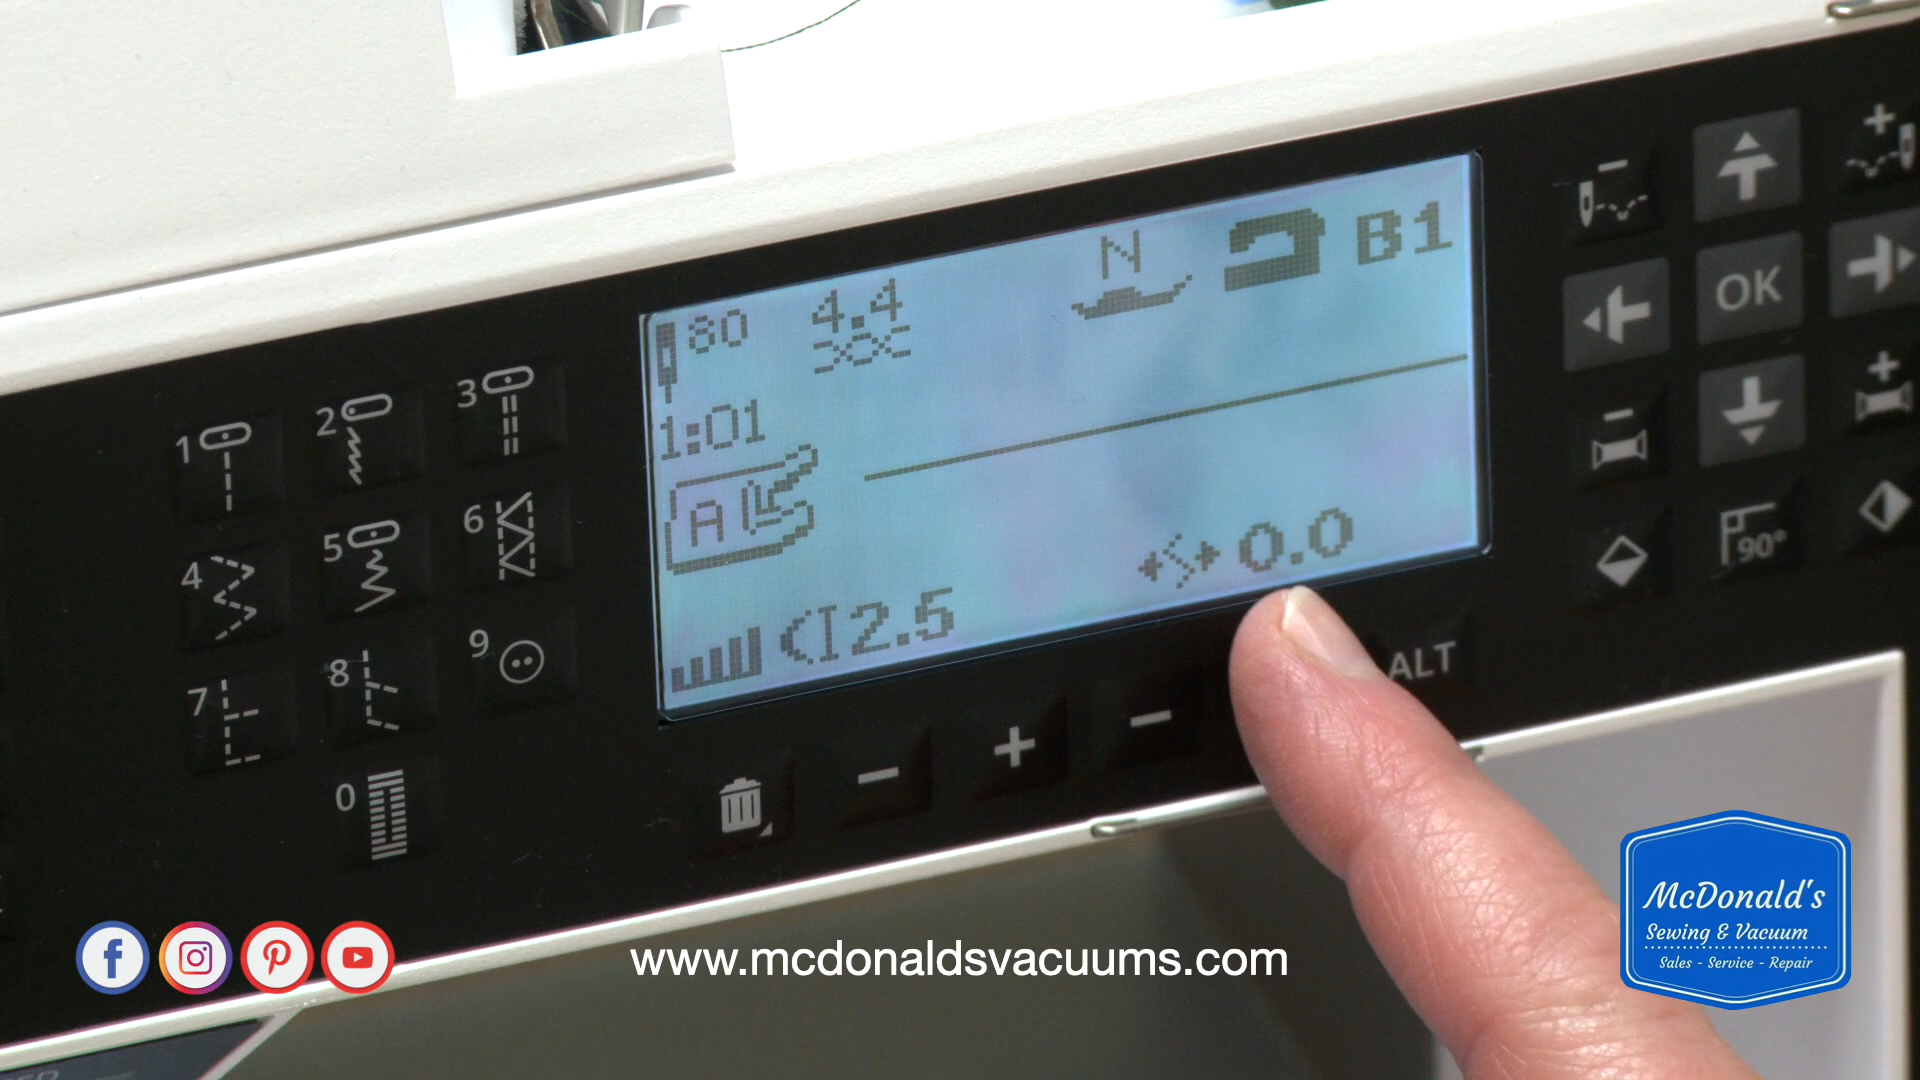 80 4.4 N B1
1:01
A
2.5 0.0
1 2 3
4 5 6
7 8 9
0
OK
90°
ALT
www.mcdonaldsvacuums.com
McDonald's
Sewing & Vacuum
Sales - Service - Repair